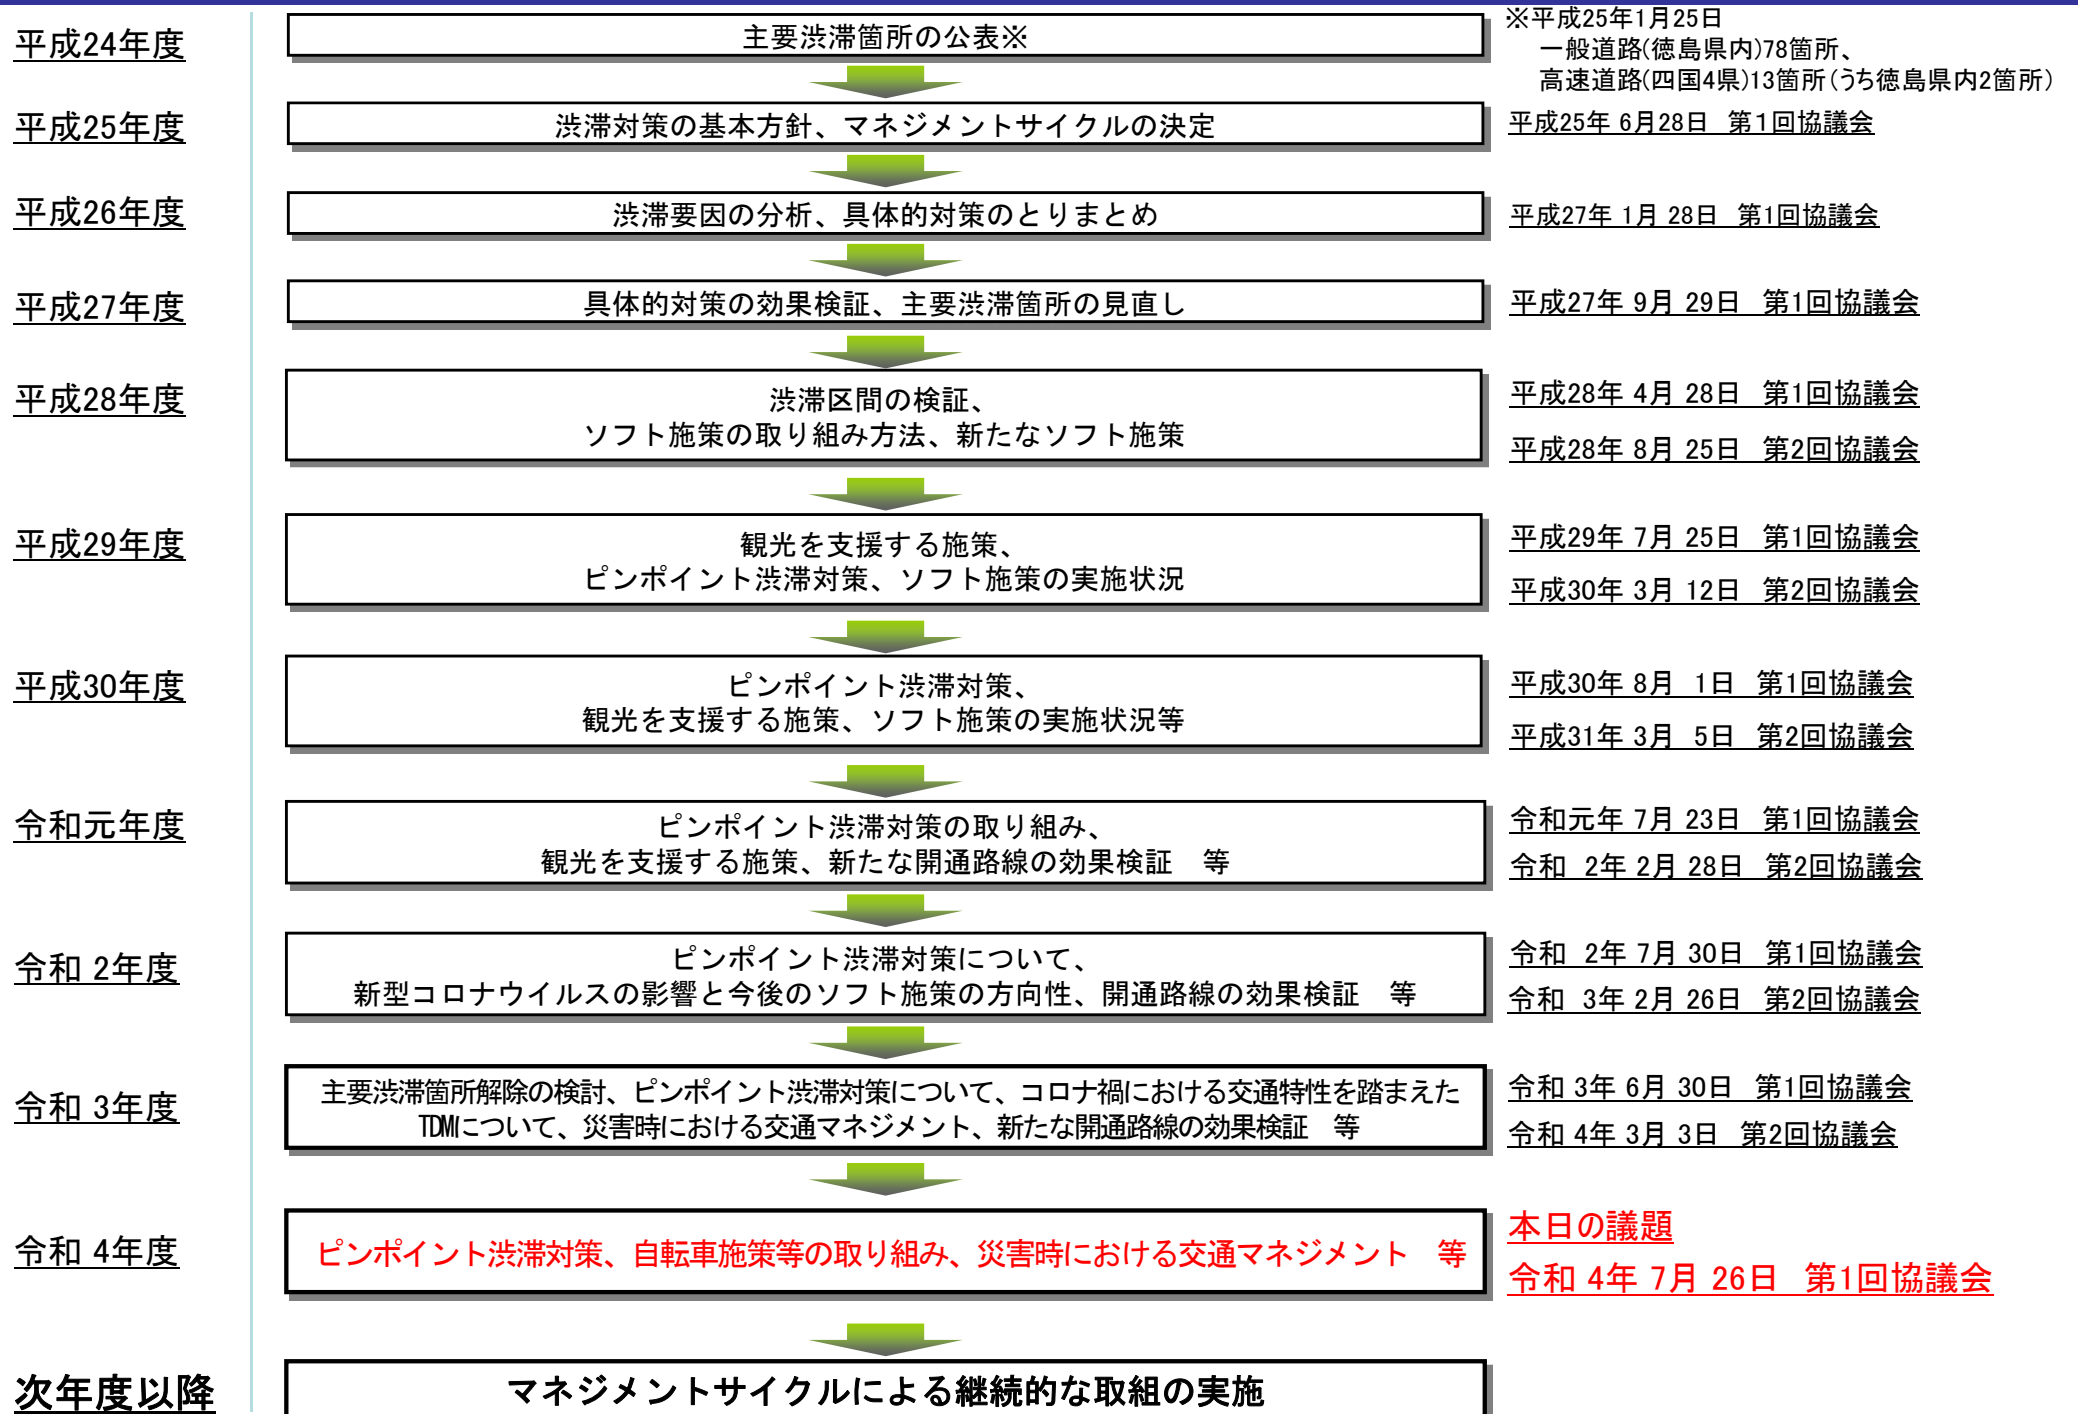 平成24年度
主要渋滞箇所の公表※
※平成25年1月25日
一般道路(徳島県内)78箇所、
高速道路(四国4県)13箇所(うち徳島県内2箇所)
平成25年度
渋滞対策の基本方針、マネジメントサイクルの決定
平成25年 6月28日 第1回協議会
平成26年度
渋滞要因の分析、具体的対策のとりまとめ
平成27年 1月 28日 第1回協議会
平成27年度
具体的対策の効果検証、主要渋滞箇所の見直し
平成27年 9月 29日 第1回協議会
平成28年度
渋滞区間の検証、
ソフト施策の取り組み方法、新たなソフト施策
平成28年 4月 28日 第1回協議会
平成28年 8月 25日 第2回協議会
平成29年度
観光を支援する施策、
ピンポイント渋滞対策、ソフト施策の実施状況
平成29年 7月 25日 第1回協議会
平成30年 3月 12日 第2回協議会
平成30年度
ピンポイント渋滞対策、
観光を支援する施策、ソフト施策の実施状況等
平成30年 8月 1日 第1回協議会
平成31年 3月 5日 第2回協議会
令和元年度
ピンポイント渋滞対策の取り組み、
観光を支援する施策、新たな開通路線の効果検証 等
令和元年 7月 23日 第1回協議会
令和 2年 2月 28日 第2回協議会
令和 2年度
ピンポイント渋滞対策について、
新型コロナウイルスの影響と今後のソフト施策の方向性、開通路線の効果検証 等
令和 2年 7月 30日 第1回協議会
令和 3年 2月 26日 第2回協議会
令和 3年度
主要渋滞箇所解除の検討、ピンポイント渋滞対策について、コロナ禍における交通特性を踏まえた
TDMについて、災害時における交通マネジメント、新たな開通路線の効果検証 等
令和 3年 6月 30日 第1回協議会
令和 4年 3月 3日 第2回協議会
令和 4年度
ピンポイント渋滞対策、自転車施策等の取り組み、災害時における交通マネジメント 等
本日の議題
令和 4年 7月 26日 第1回協議会
次年度以降
マネジメントサイクルによる継続的な取組の実施